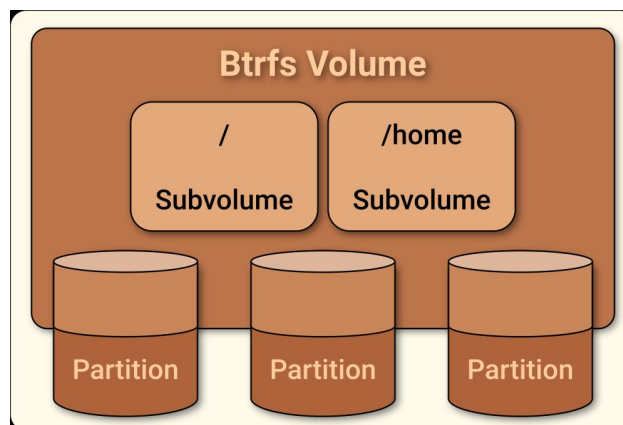 Btrfs Volume
/ /home
Subvolume Subvolume
Partition Partition Partition